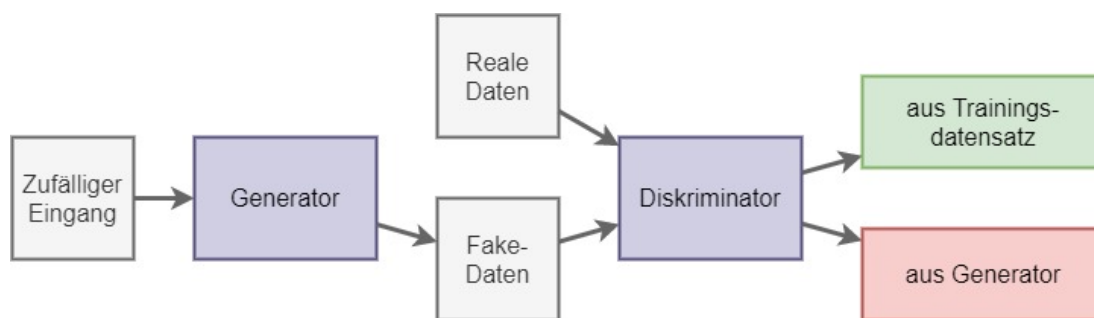 Reale
Daten
aus Trainings-
datensatz
Zufälliger
Eingang
Generator
Diskriminator
Fake-
Daten
aus Generator